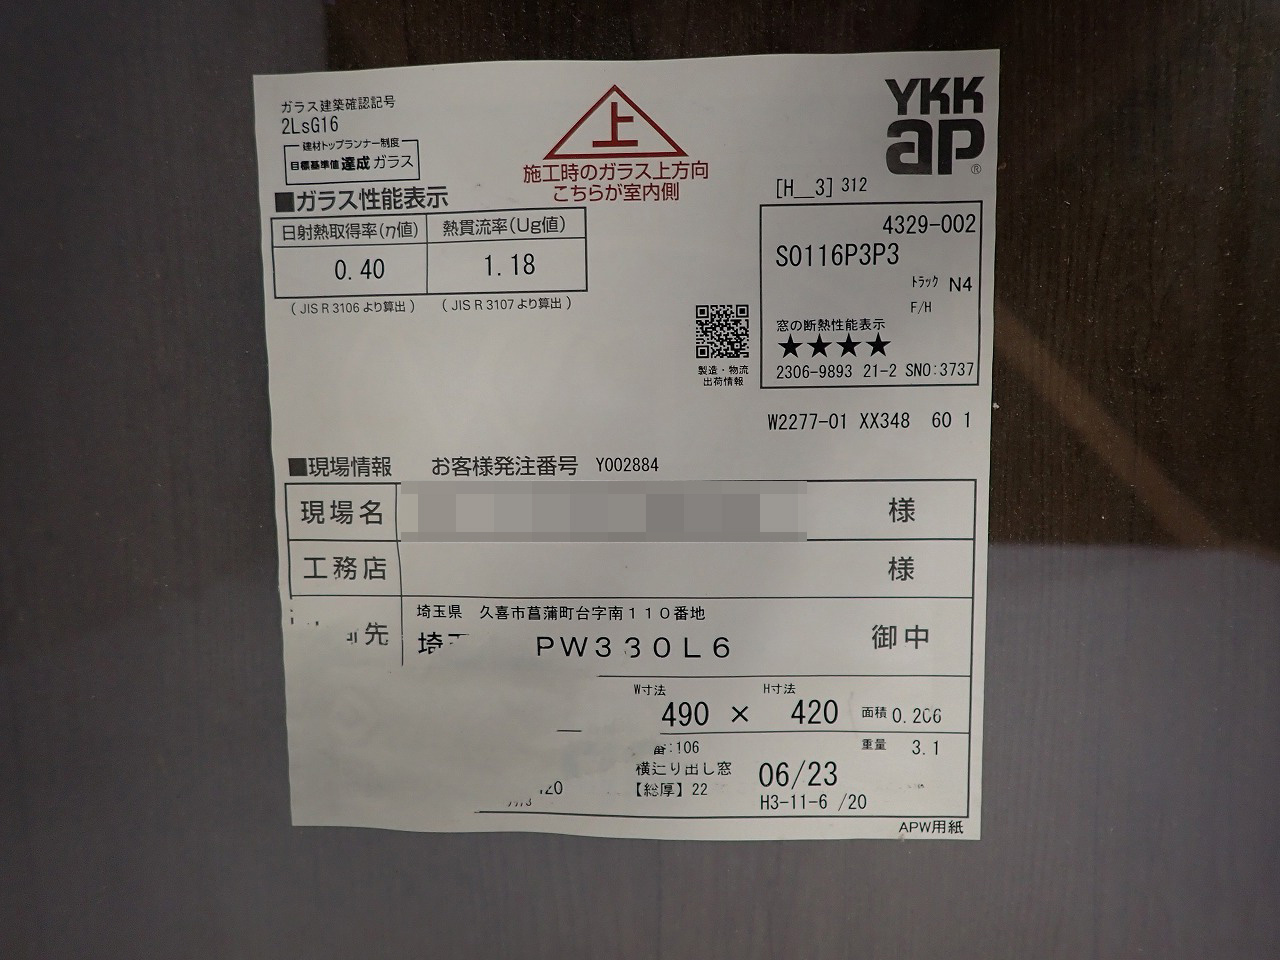 ガラス建築確認記号
2LsG16
建材トップランナー制度
目標基準値 達成 ガラス
上
施工時のガラス上方向
こちらが室内側
YKK
ap®
■ガラス性能表示
日射熱取得率(η値) 熱貫流率(Ug値)
0.40 1.18
( JIS R 3106 より算出 ) ( JIS R 3107 より算出 )
[H__3] 312
4329-002
S0116P3P3
トラック N4
F/H
窓の断熱性能表示
★★★★
2306-9893 21-2 SNO:3737
製造・物流
出荷情報
W2277-01 XX348 60 1
■現場情報 お客様発注番号 Y002884
現場名 様
工務店 様
先 埼玉県 久喜市菖蒲町台字南110番地
埼 PW330L6 御中
W寸法 H寸法
490 × 420 面積 0.206
:106 重量 3.1
横辷り出し窓 06/23
【総厚】22
H3-11-6 /20
APW用紙